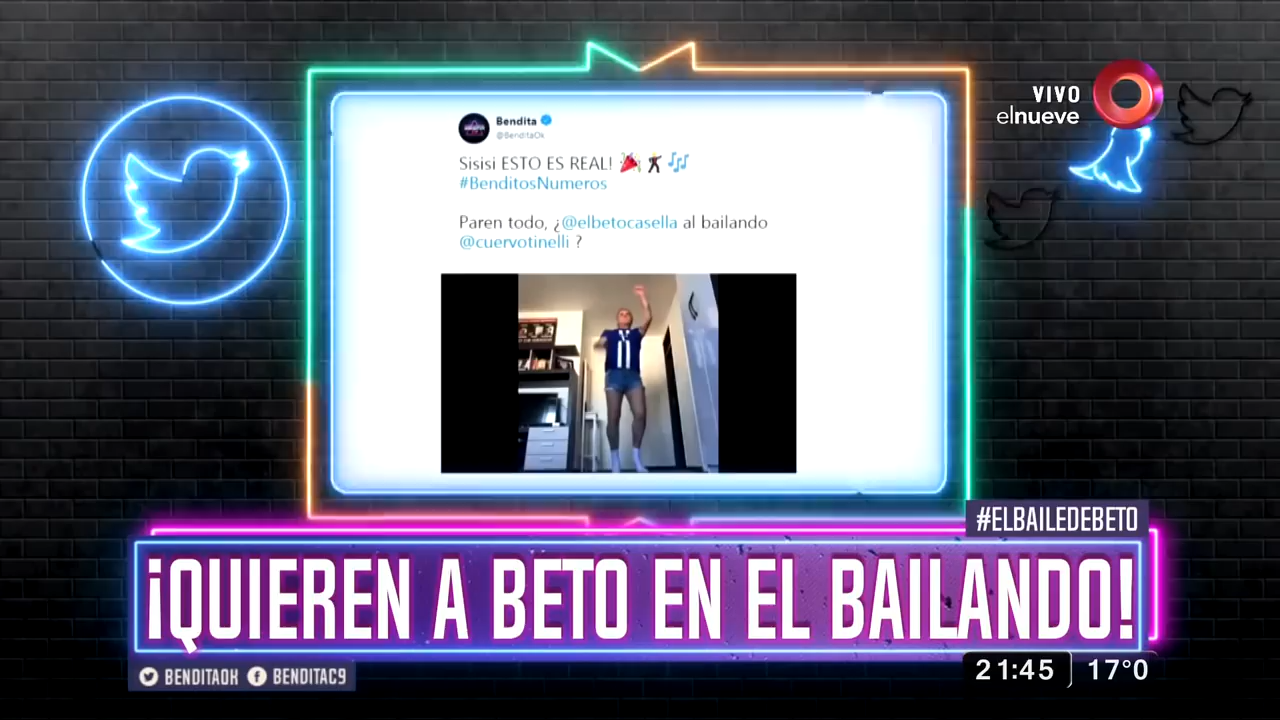 VIVO
elnueve
Bendita
@BenditaOk
Sisisi ESTO ES REAL!
#BenditosNumeros
Paren todo, ¿@elbetocasella al bailando
@cuervotinelli ?
11
#ELBAILEDEBETO
¡QUIEREN A BETO EN EL BAILANDO!
BENDITAOK BENDITAC9
21:45 17°0